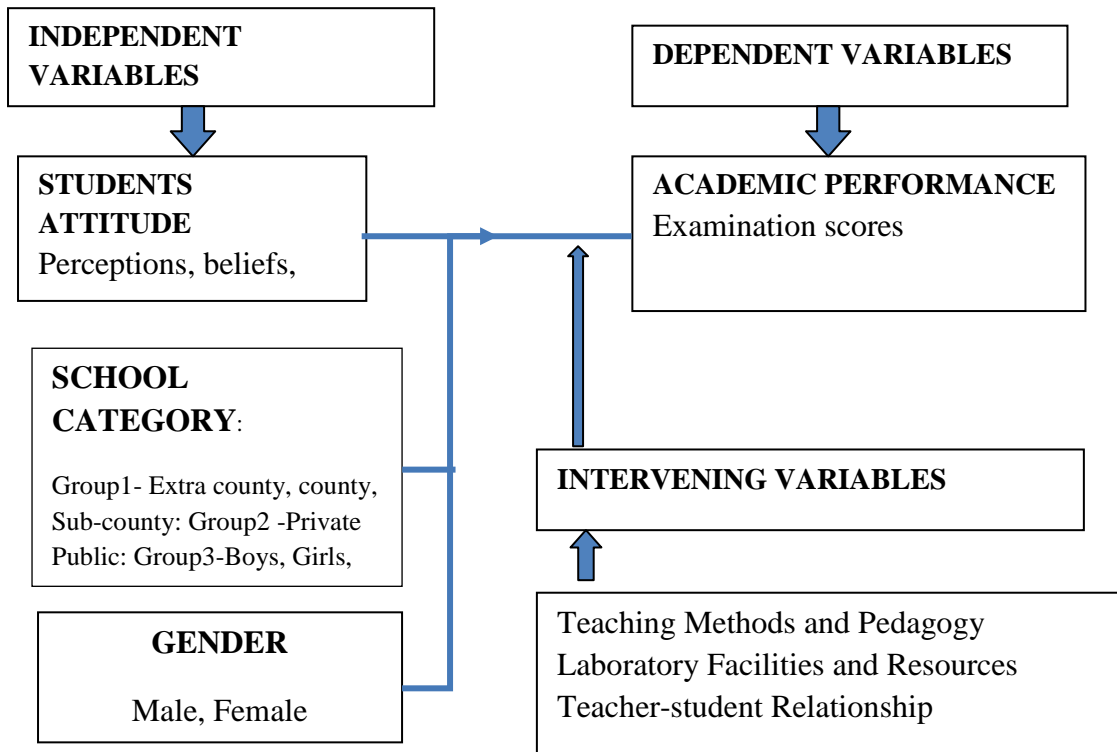 INDEPENDENT
VARIABLES
DEPENDENT VARIABLES
STUDENTS
ATTITUDE
Perceptions, beliefs,
ACADEMIC PERFORMANCE
Examination scores
SCHOOL
CATEGORY:
Group1- Extra county, county,
Sub-county: Group2 -Private
Public: Group3-Boys, Girls,
INTERVENING VARIABLES
GENDER
Male, Female
Teaching Methods and Pedagogy
Laboratory Facilities and Resources
Teacher-student Relationship